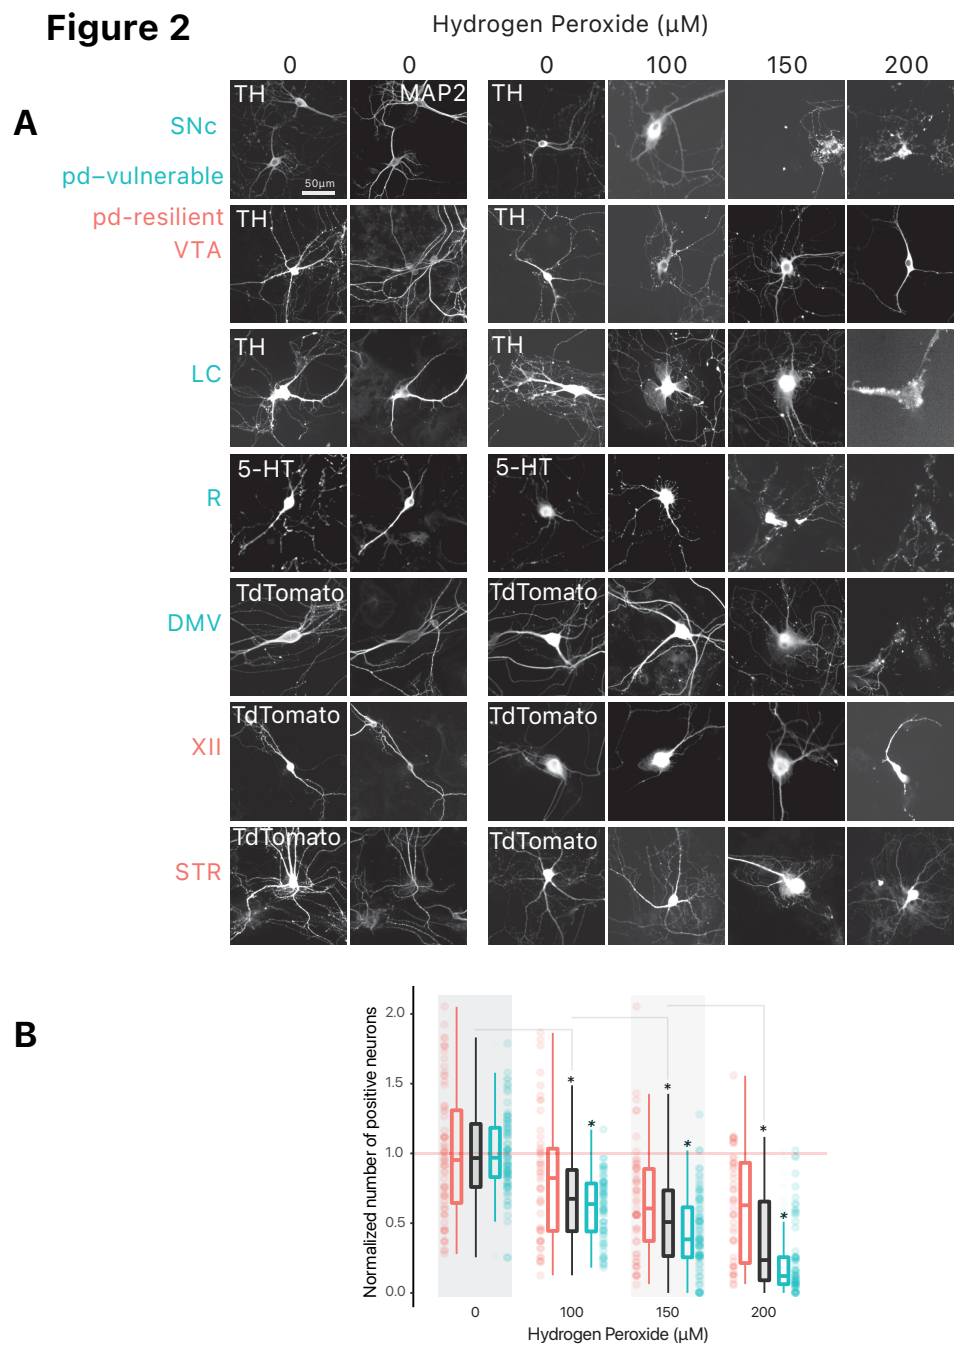 Figure 2
Hydrogen Peroxide (μM)
0 0 0 100 150 200
A
TH MAP2 TH
SNc
pd–vulnerable
50μm
pd-resilient
VTA
TH TH
LC
TH TH
R
5-HT 5-HT
DMV
TdTomato TdTomato
XII
TdTomato TdTomato
STR
TdTomato TdTomato
B
Normalized number of positive neurons
2.0
1.5
1.0
0.5
0.0
* * * * * *
0 100 150 200
Hydrogen Peroxide (μM)